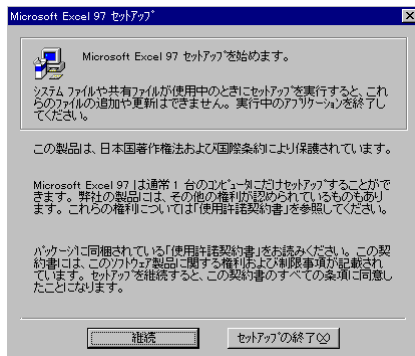 Microsoft Excel 97 ｾｯﾄｱｯﾌﾟ
Microsoft Excel 97 ｾｯﾄｱｯﾌﾟを始めます。
ｼｽﾃﾑ ﾌｧｲﾙや共有ﾌｧｲﾙが使用中のときにｾｯﾄｱｯﾌﾟを実行すると、これ
らのﾌｧｲﾙの追加や更新はできません。実行中のｱﾌﾟﾘｹｰｼｮﾝを終了し
てください。
この製品は、日本国著作権法および国際条約により保護されています。
Microsoft Excel 97 は通常 1 台のｺﾝﾋﾟｭｰﾀにだけｾｯﾄｱｯﾌﾟすることがで
きます。弊社の製品には、その他の権利が認められているものもあり
ます。これらの権利については「使用許諾契約書」を参照してください。
ﾊﾟｯｹｰｼﾞに同梱されている「使用許諾契約書」をお読みください。この契
約書には、このｿﾌﾄｳｪｱ製品に関する権利および制限事項が記載され
ています。ｾｯﾄｱｯﾌﾟを継続すると、この契約書のすべての条項に同意し
たことになります。
継続
ｾｯﾄｱｯﾌﾟの終了(X)